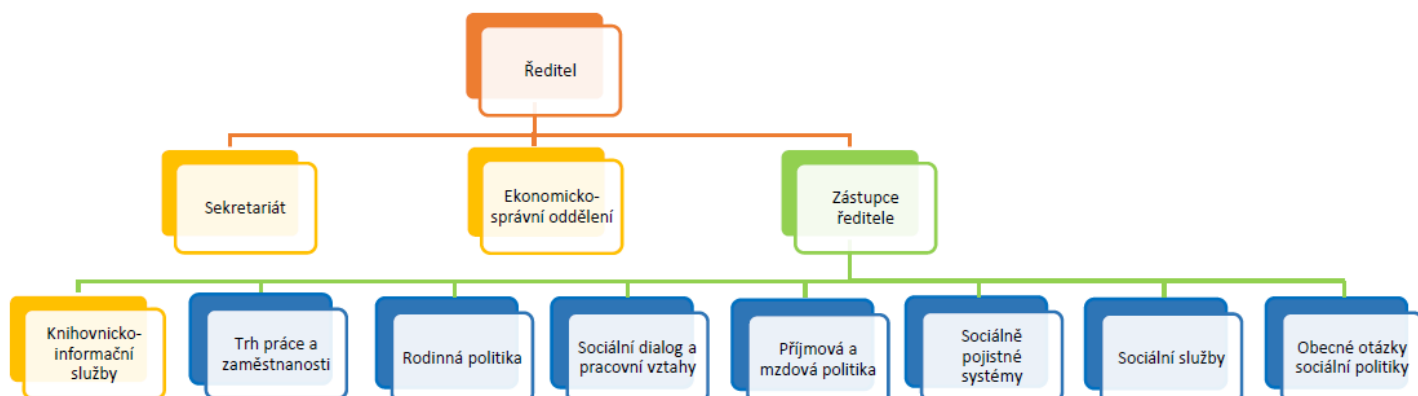 Ředitel
Sekretariát
Ekonomicko-
správní oddělení
Zástupce
ředitele
Knihovnicko-
informační
služby
Trh práce a
zaměstnanosti
Rodinná politika
Sociální dialog a
pracovní vztahy
Příjmová a
mzdová politika
Sociálně
pojistné
systémy
Sociální služby
Obecné otázky
sociální politiky